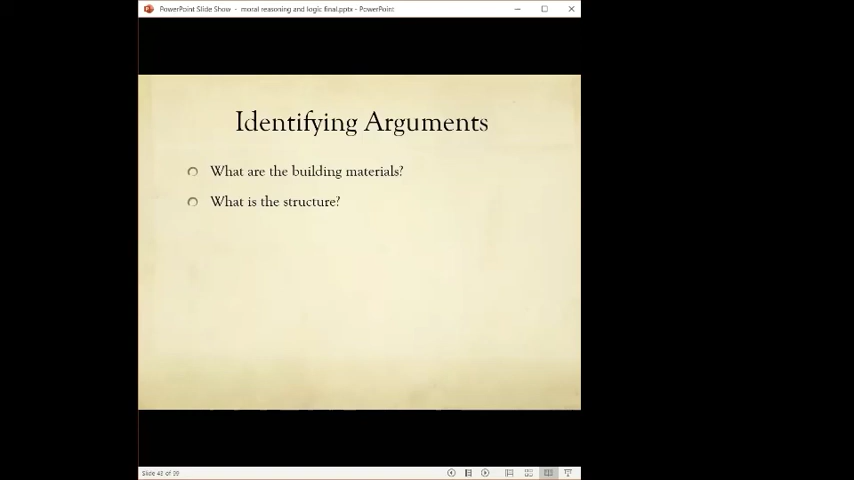 PowerPoint Slide Show - moral reasoning and logic final.pptx - PowerPoint
Identifying Arguments
What are the building materials?
What is the structure?